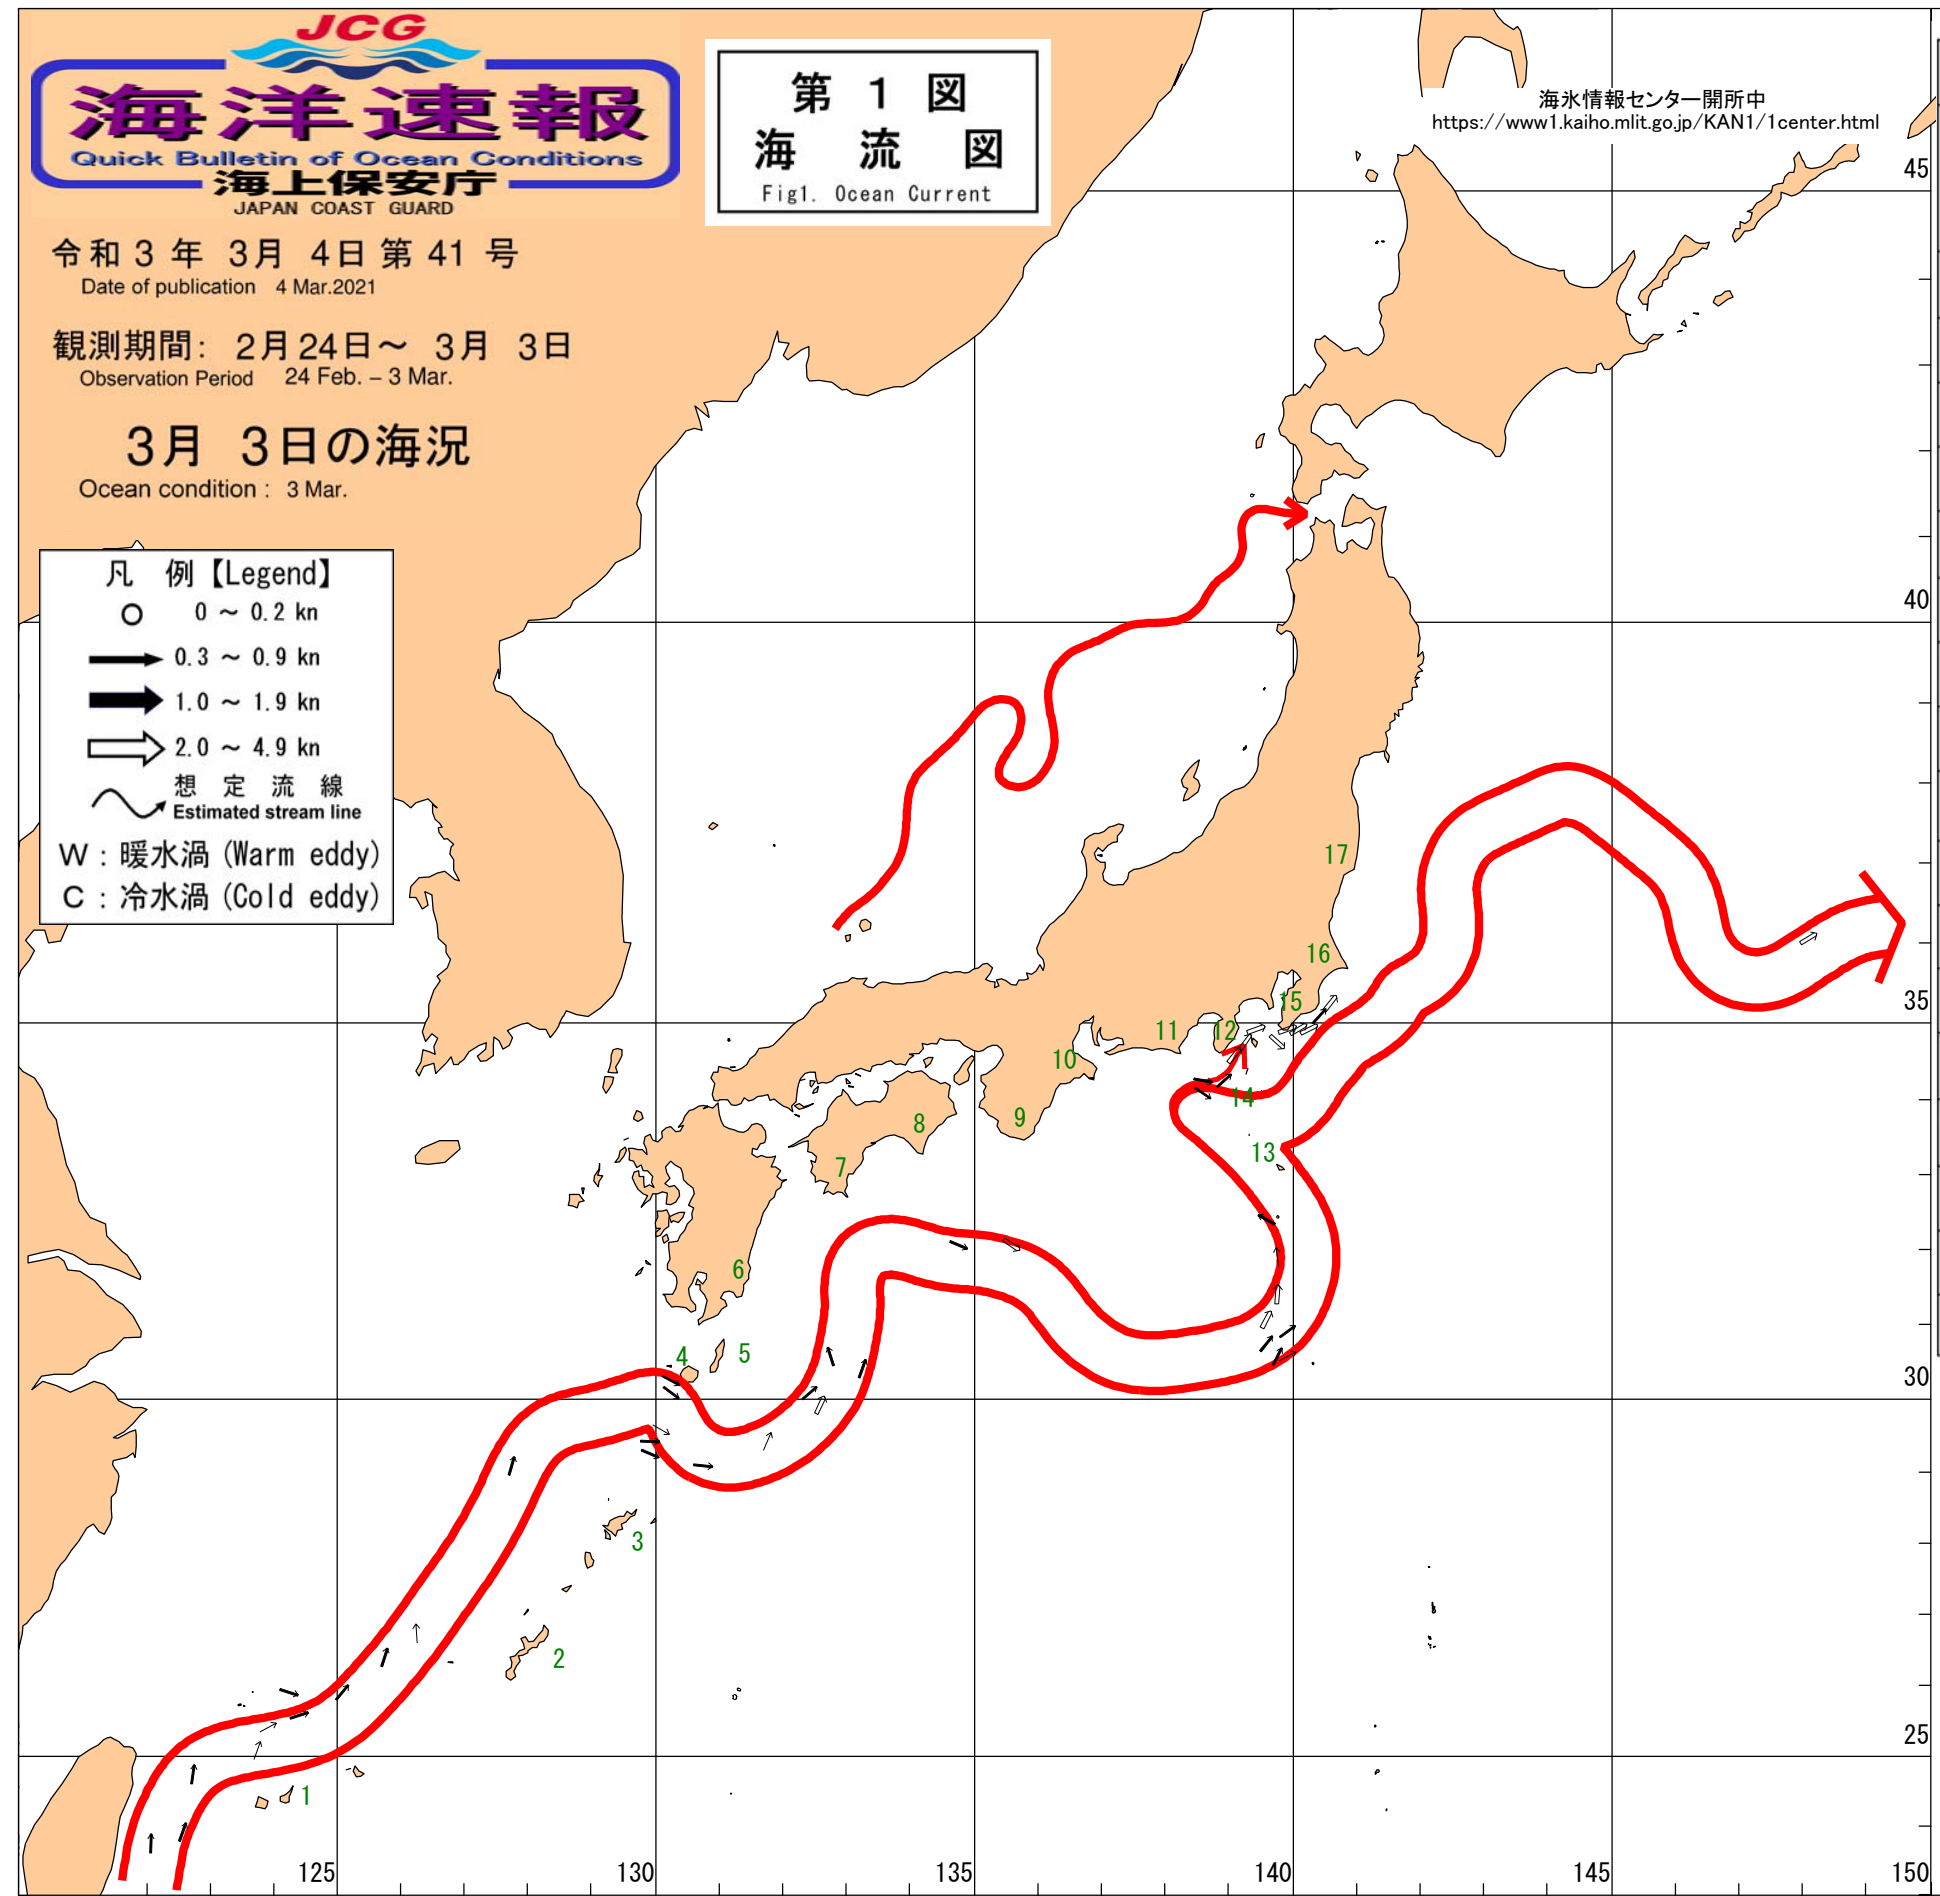 JCG
海洋速報
Quick Bulletin of Ocean Conditions
海上保安庁
JAPAN COAST GUARD
第 1 図
海 流 図
Fig1. Ocean Current
海氷情報センター開所中
https://www1.kaiho.mlit.go.jp/KAN1/1center.html
令和 3 年 3月 4日 第 41 号
Date of publication 4 Mar.2021
観測期間: 2月24日～ 3月 3日
Observation Period 24 Feb. – 3 Mar.
3月 3日の海況
Ocean condition : 3 Mar.
凡 例【Legend】
0 ～ 0.2 kn
0.3 ～ 0.9 kn
1.0 ～ 1.9 kn
2.0 ～ 4.9 kn
想 定 流 線
Estimated stream line
W : 暖水渦 (Warm eddy)
C : 冷水渦 (Cold eddy)
45
40
35
30
25
17
16
15
12
11
10
14
9
8
13
7
6
5
4
3
2
1
125
130
135
140
145
150